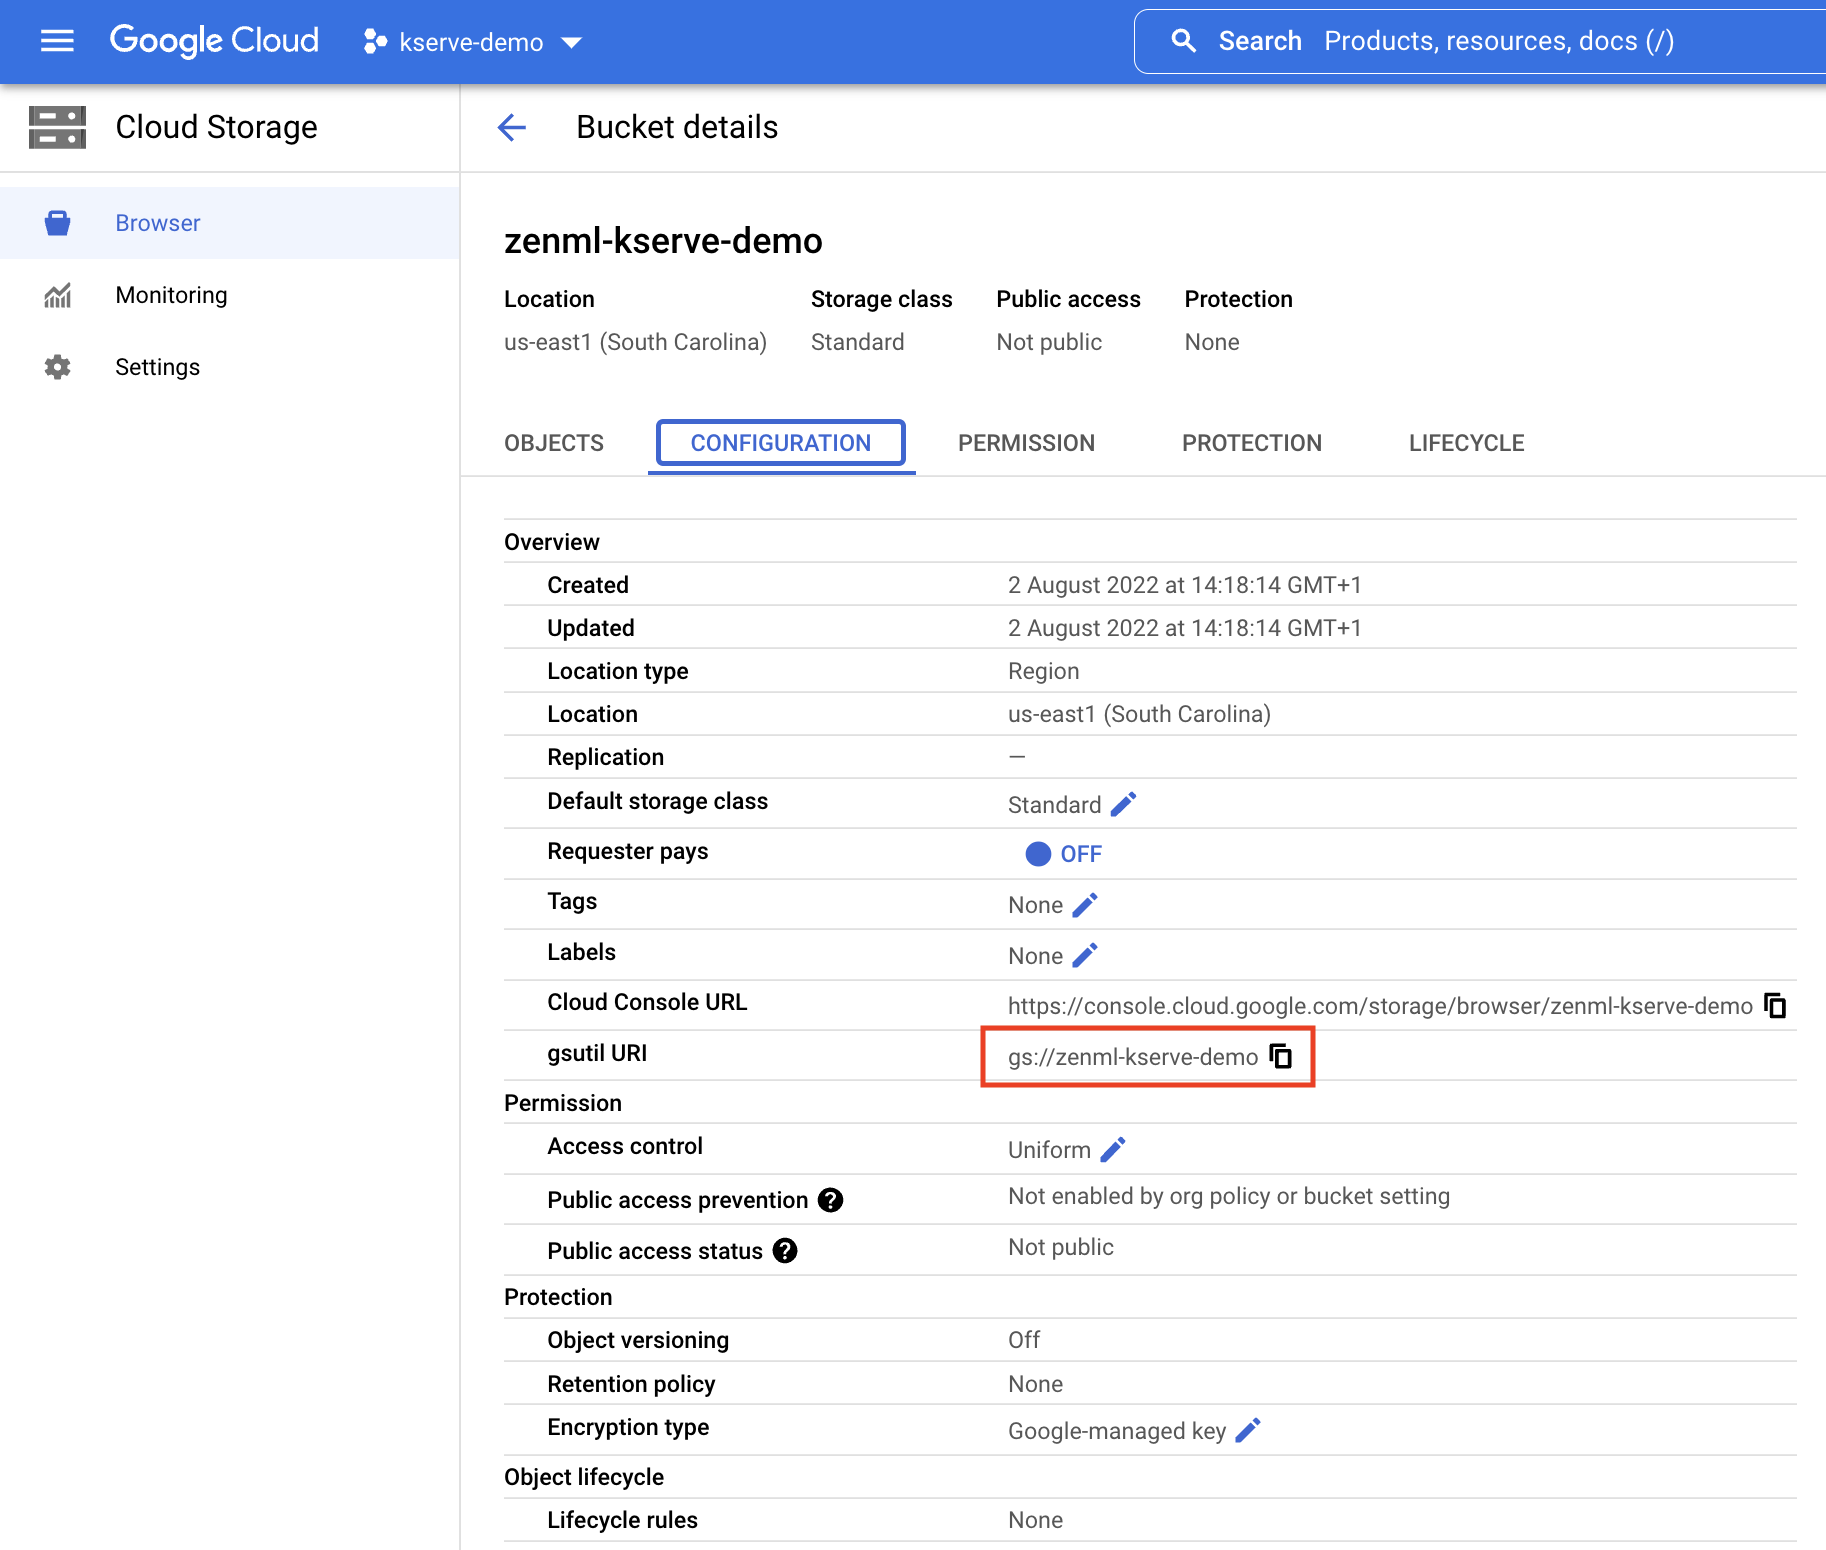 Google Cloud
kserve-demo
Search Products, resources, docs (/)
Cloud Storage
Bucket details
Browser
Monitoring
Settings
zenml-kserve-demo
Location Storage class Public access Protection
us-east1 (South Carolina) Standard Not public None
OBJECTS CONFIGURATION PERMISSION PROTECTION LIFECYCLE
Overview
Created 2 August 2022 at 14:18:14 GMT+1
Updated 2 August 2022 at 14:18:14 GMT+1
Location type Region
Location us-east1 (South Carolina)
Replication —
Default storage class Standard
Requester pays OFF
Tags None
Labels None
Cloud Console URL https://console.cloud.google.com/storage/browser/zenml-kserve-demo
gsutil URI gs://zenml-kserve-demo
Permission
Access control Uniform
Public access prevention Not enabled by org policy or bucket setting
Public access status Not public
Protection
Object versioning Off
Retention policy None
Encryption type Google-managed key
Object lifecycle
Lifecycle rules None